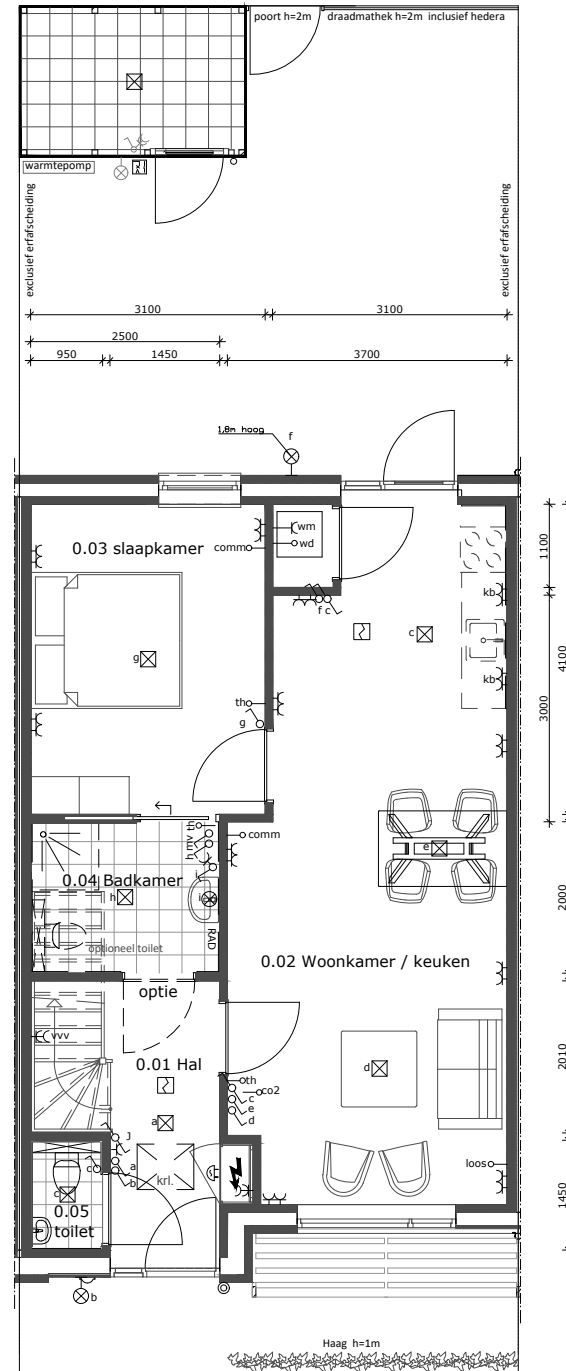 poort h=2m
draadmathek h=2m inclusief hedera
warmtepomp
exclusief erfafscheiding
exclusief erfafscheiding
3100
3100
2500
950
1450
3700
1,8m hoog
f
0.03 slaapkamer
comm
wm
wd
1100
kb
f c
c
kb
4100
3000
g
th
g
h mv th
comm
e
0.04 Badkamer
h
i
i
RAD
optioneel toilet
2000
0.02 Woonkamer / keuken
optie
vvv
0.01 Hal
th
co2
c
e
d
d
2010
a
J
c
a
b
krl.
loos
c
0.05
toilet
1450
b
Haag h=1m